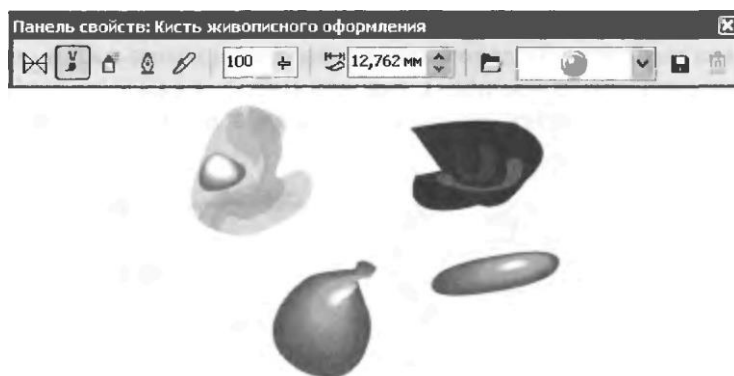 Панель свойств: Кисть живописного оформления
100 12,762 мм